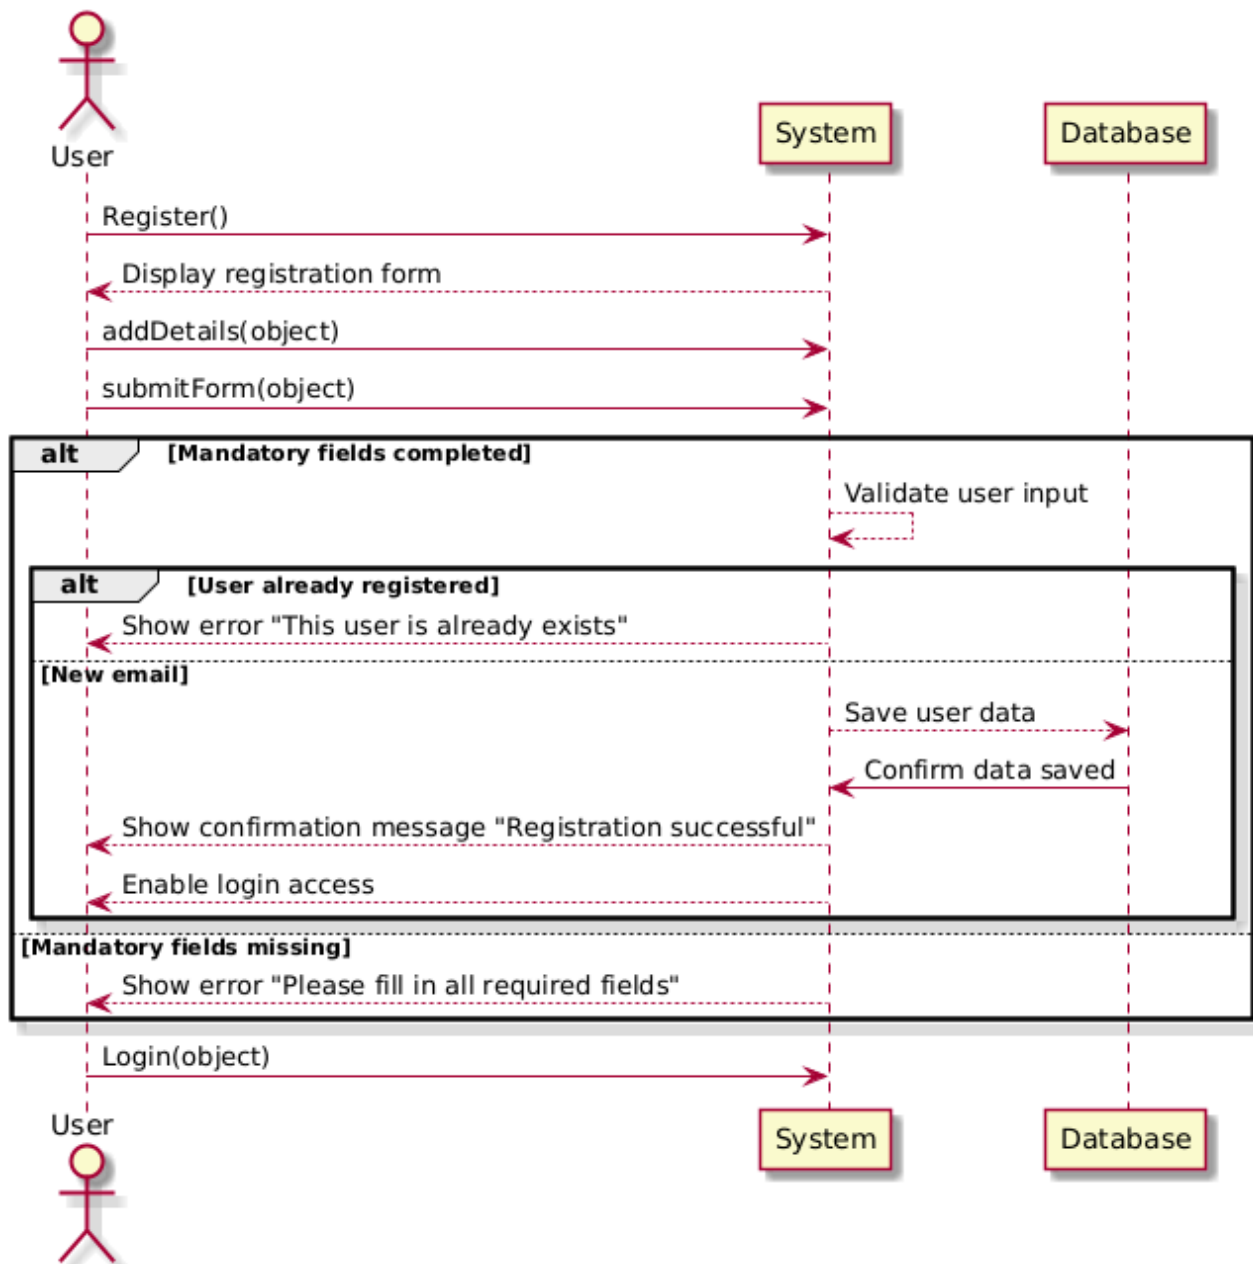 User
System
Database
Register()
Display registration form
addDetails(object)
submitForm(object)
alt [Mandatory fields completed]
Validate user input
alt [User already registered]
Show error "This user is already exists"
[New email]
Save user data
Confirm data saved
Show confirmation message "Registration successful"
Enable login access
[Mandatory fields missing]
Show error "Please fill in all required fields"
Login(object)
User
System
Database